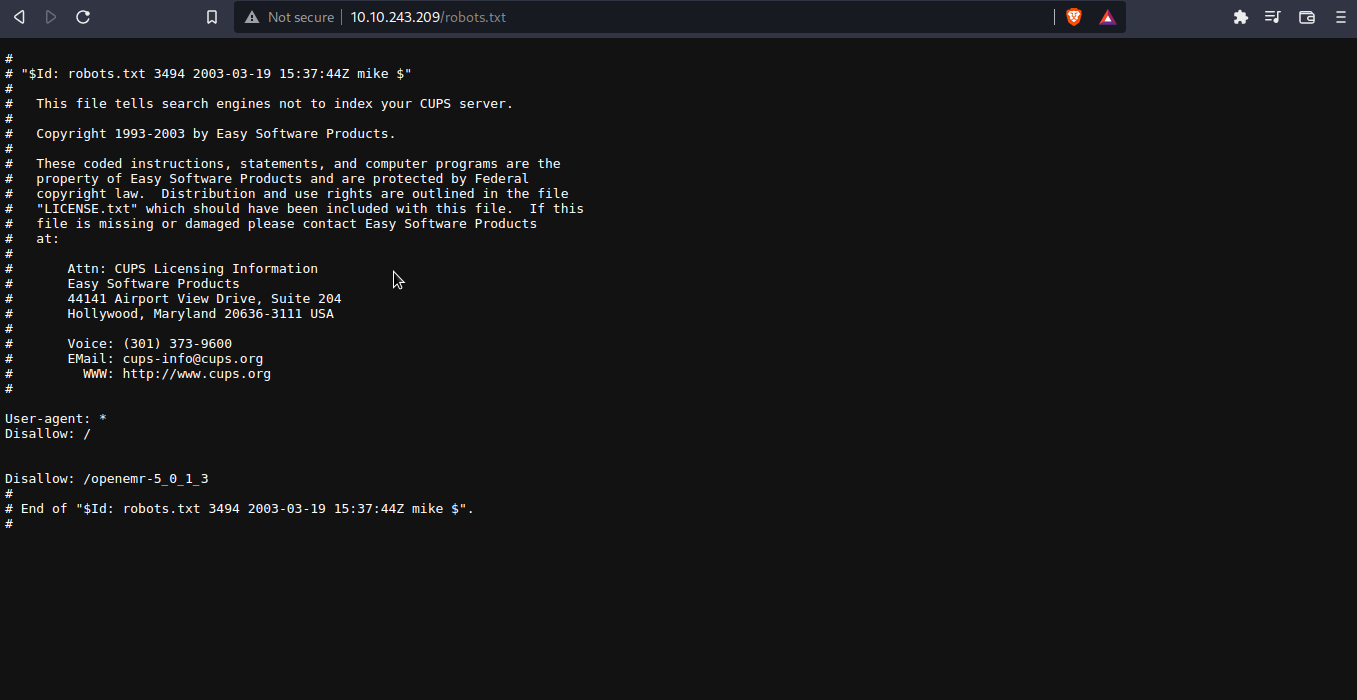 Not secure 10.10.243.209/robots.txt
#
# "$Id: robots.txt 3494 2003-03-19 15:37:44Z mike $"
#
#   This file tells search engines not to index your CUPS server.
#
#   Copyright 1993-2003 by Easy Software Products.
#
#   These coded instructions, statements, and computer programs are the
#   property of Easy Software Products and are protected by Federal
#   copyright law.  Distribution and use rights are outlined in the file
#   "LICENSE.txt" which should have been included with this file.  If this
#   file is missing or damaged please contact Easy Software Products
#   at:
#
#       Attn: CUPS Licensing Information
#       Easy Software Products
#       44141 Airport View Drive, Suite 204
#       Hollywood, Maryland 20636-3111 USA
#
#       Voice: (301) 373-9600
#       EMail: cups-info@cups.org
#         WWW: http://www.cups.org
#
User-agent: *
Disallow: /
Disallow: /openemr-5_0_1_3
#
# End of "$Id: robots.txt 3494 2003-03-19 15:37:44Z mike $".
#